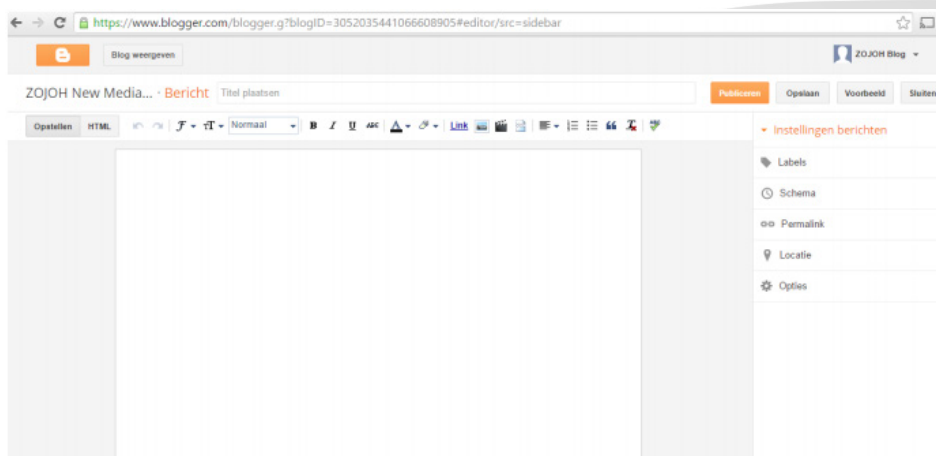 https://www.blogger.com/blogger.g?blogID=3052035441066608905#editor/src=sidebar
Blog weergeven
ZOJOH Blog
ZOJOH New Media... · Bericht Titel plaatsen Publiceren Opslaan Voorbeeld Sluiten
Opstellen HTML Normaal B I U ABC A Link
Instellingen berichten
Labels
Schema
Permalink
Locatie
Opties